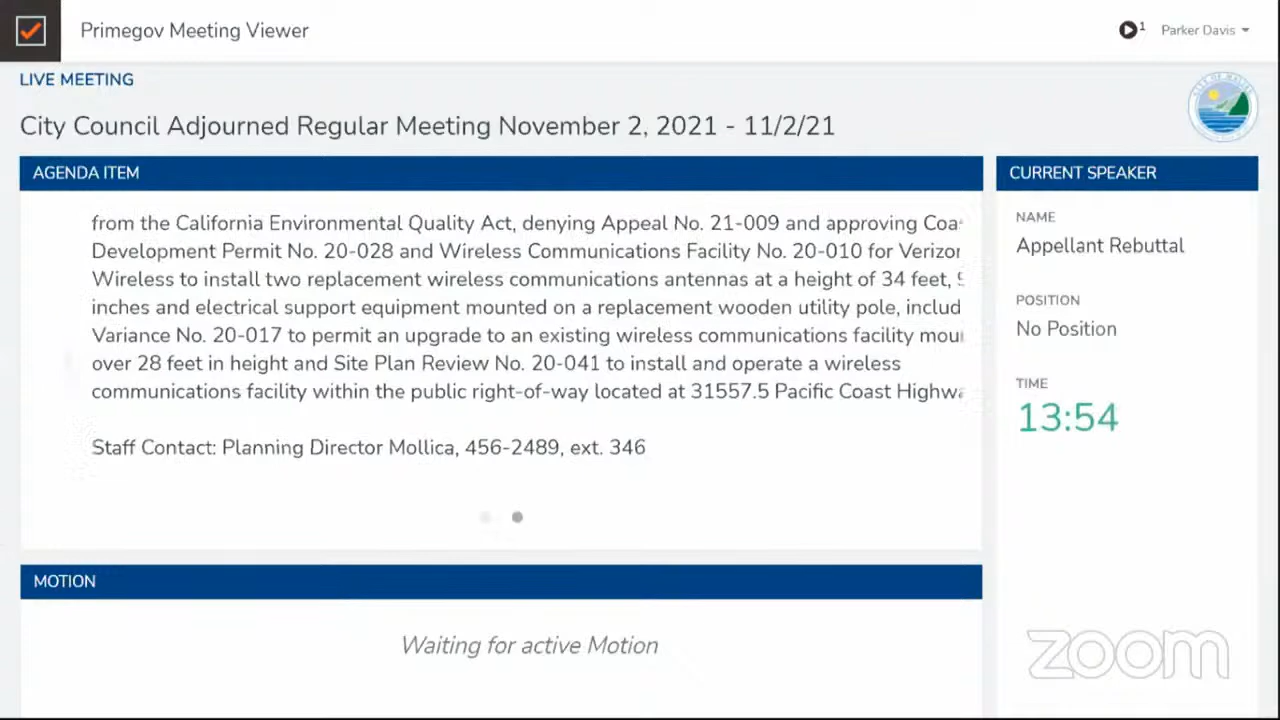 Primegov Meeting Viewer
1 Parker Davis
LIVE MEETING
City Council Adjourned Regular Meeting November 2, 2021 - 11/2/21
AGENDA ITEM
from the California Environmental Quality Act, denying Appeal No. 21-009 and approving Coa
Development Permit No. 20-028 and Wireless Communications Facility No. 20-010 for Verizon
Wireless to install two replacement wireless communications antennas at a height of 34 feet,
inches and electrical support equipment mounted on a replacement wooden utility pole, includ
Variance No. 20-017 to permit an upgrade to an existing wireless communications facility mou
over 28 feet in height and Site Plan Review No. 20-041 to install and operate a wireless
communications facility within the public right-of-way located at 31557.5 Pacific Coast Highwa
Staff Contact: Planning Director Mollica, 456-2489, ext. 346
MOTION
Waiting for active Motion
CURRENT SPEAKER
NAME
Appellant Rebuttal
POSITION
No Position
TIME
13:54
zoom